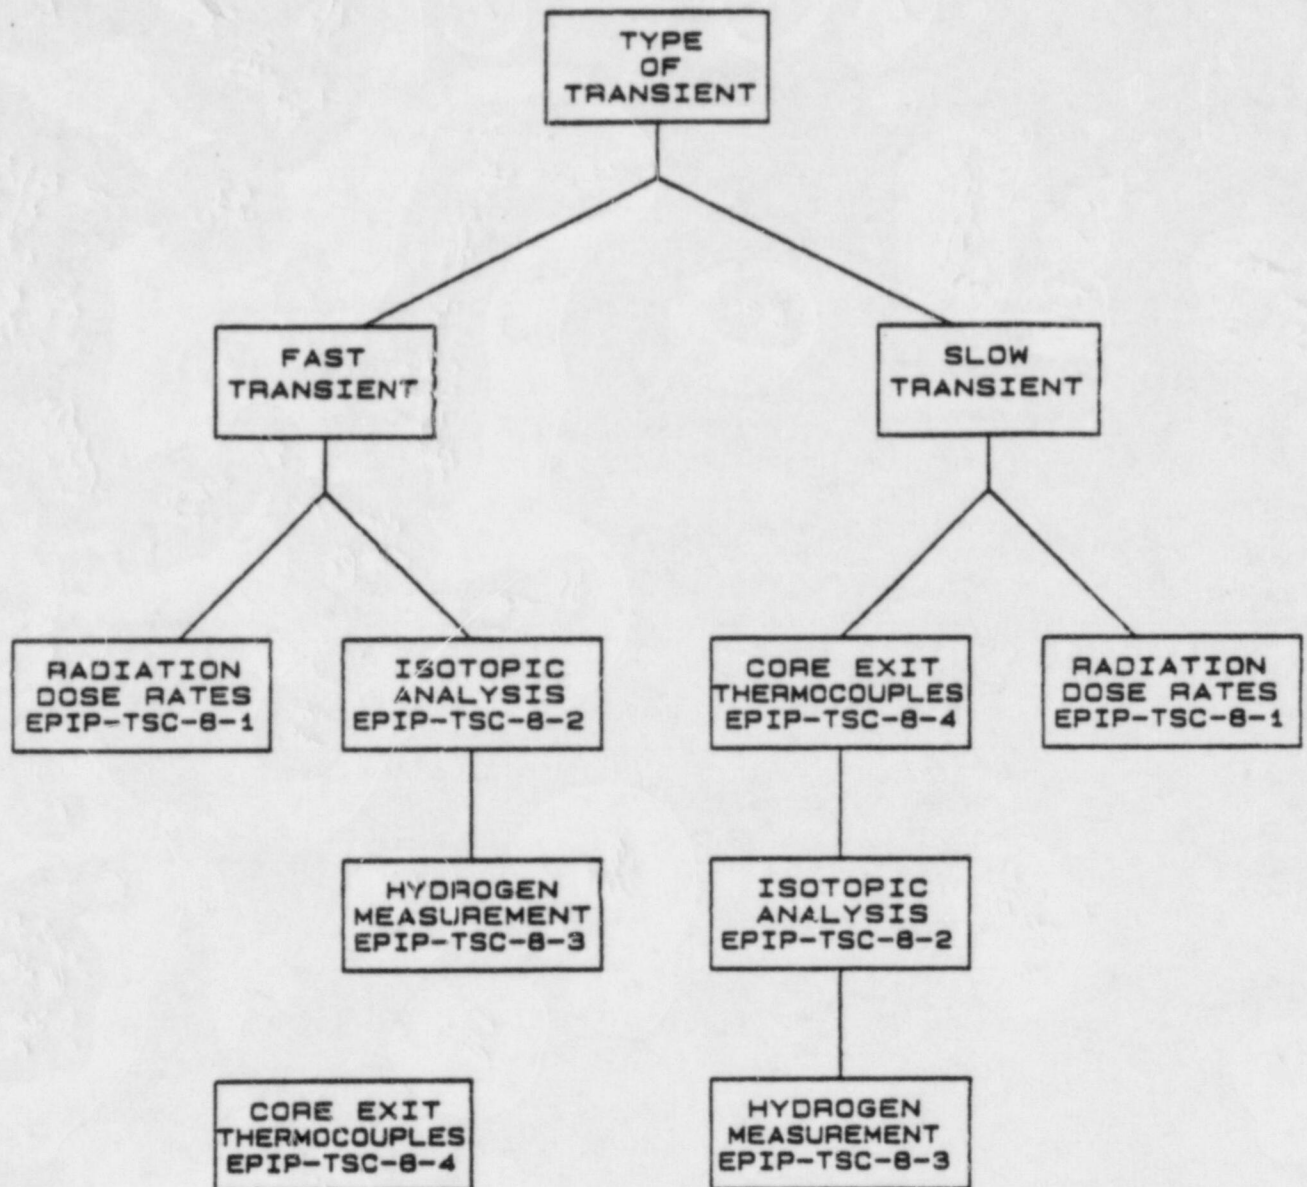 TYPE
OF
TRANSIENT
FAST
TRANSIENT
SLOW
TRANSIENT
RADIATION
DOSE RATES
EPIP-TSC-8-1
ISOTOPIC
ANALYSIS
EPIP-TSC-8-2
CORE EXIT
THERMOCOUPLES
EPIP-TSC-8-4
RADIATION
DOSE RATES
EPIP-TSC-8-1
HYDROGEN
MEASUREMENT
EPIP-TSC-8-3
ISOTOPIC
ANALYSIS
EPIP-TSC-8-2
CORE EXIT
THERMOCOUPLES
EPIP-TSC-8-4
HYDROGEN
MEASUREMENT
EPIP-TSC-8-3